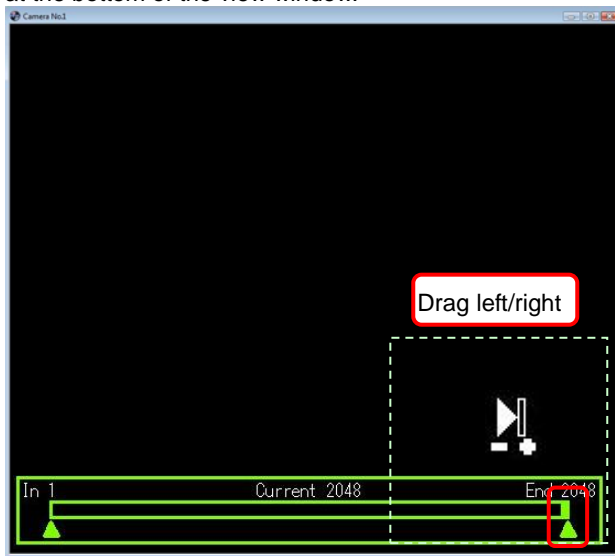 at the bottom of the view window.
Camera No.1
Drag left/right
In 1 Current 2048 End 2048